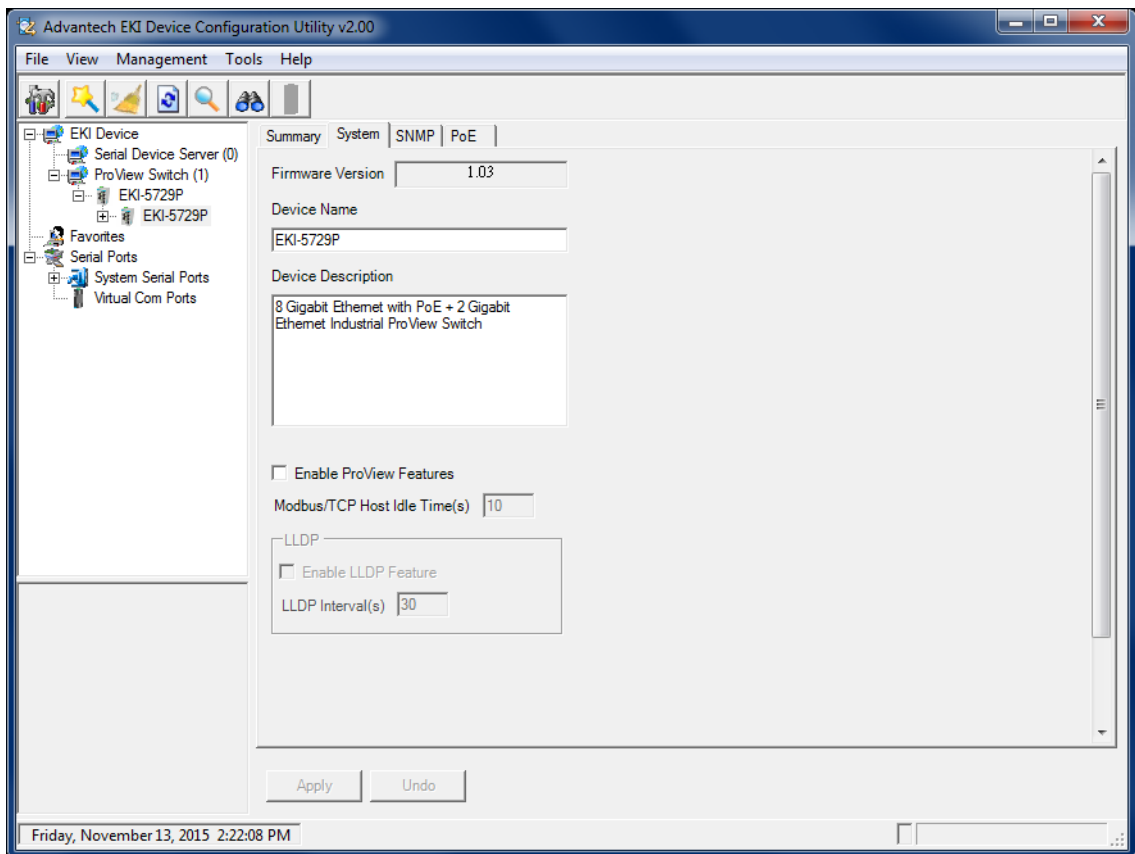 Advantech EKI Device Configuration Utility v2.00
File View Management Tools Help
EKI Device
Serial Device Server (0)
ProView Switch (1)
EKI-5729P
EKI-5729P
Favorites
Serial Ports
System Serial Ports
Virtual Com Ports
Summary System SNMP PoE
Firmware Version 1.03
Device Name
EKI-5729P
Device Description
8 Gigabit Ethernet with PoE + 2 Gigabit
Ethernet Industrial ProView Switch
Enable ProView Features
Modbus/TCP Host Idle Time(s) 10
LLDP
Enable LLDP Feature
LLDP Interval(s) 30
Apply Undo
Friday, November 13, 2015 2:22:08 PM